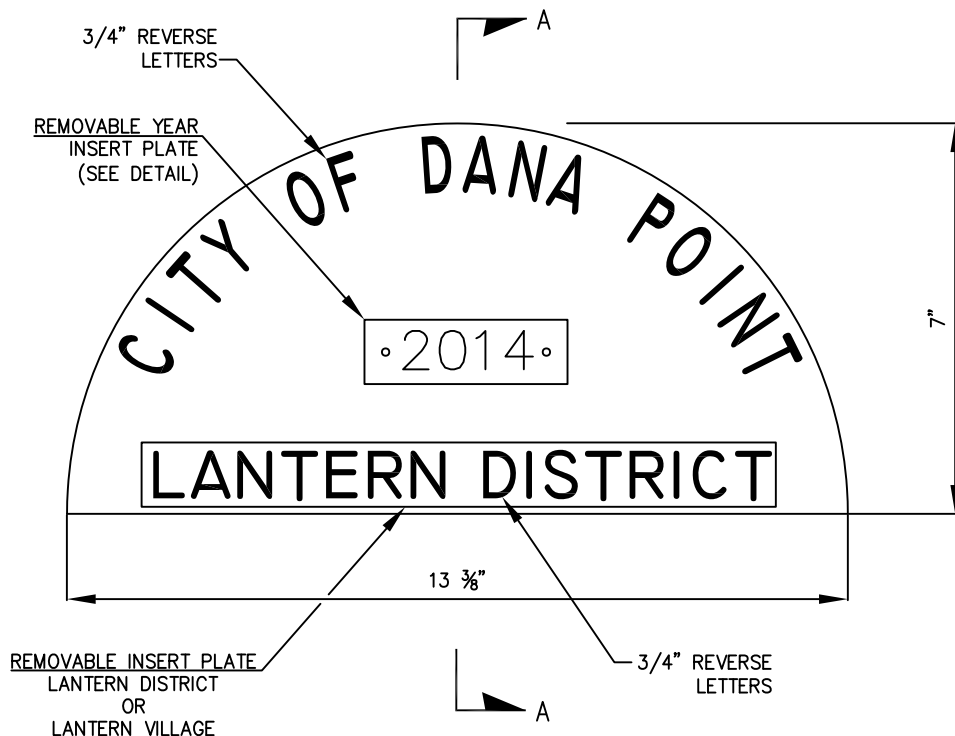 A
3/4" REVERSE
LETTERS
REMOVABLE YEAR
INSERT PLATE
(SEE DETAIL)
CITY OF DANA POINT
2014
7"
LANTERN DISTRICT
13 ⅜"
REMOVABLE INSERT PLATE
LANTERN DISTRICT
OR
LANTERN VILLAGE
3/4" REVERSE
LETTERS
A